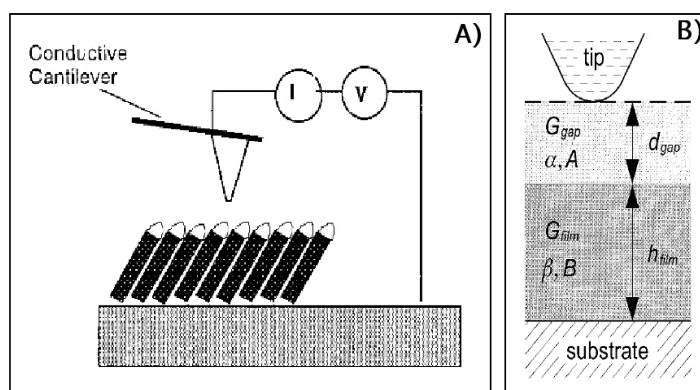 A)
Conductive
Cantilever
I
V
B)
tip
G_gap
α, A
d_gap
G_film
β, B
h_film
substrate